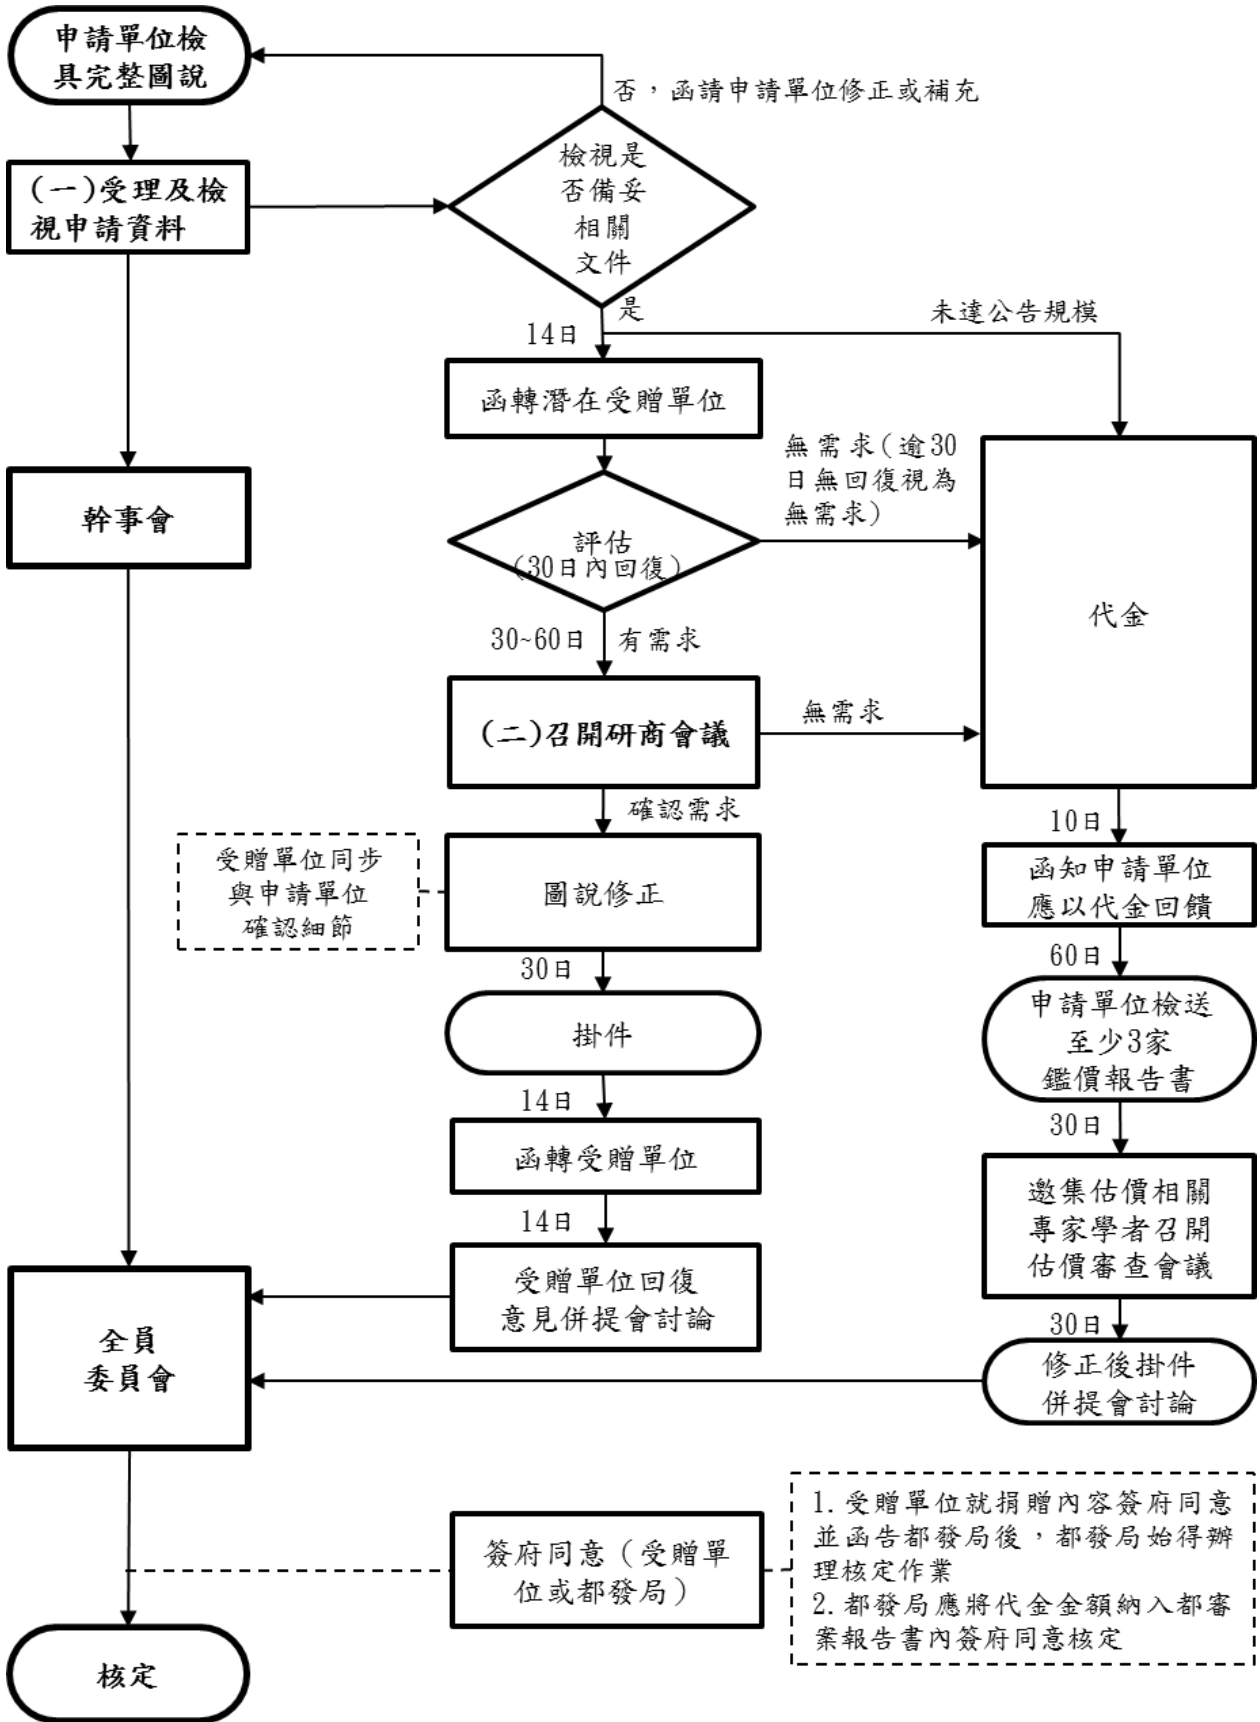 申請單位檢
具完整圖說
否，函請申請單位修正或補充
(一)受理及檢
視申請資料
檢視是
否備妥
相關
文件
是
未達公告規模
14日
函轉潛在受贈單位
無需求(逾30
日無回復視為
無需求)
幹事會
評估
(30日內回復)
代金
30~60日
有需求
(二)召開研商會議
無需求
確認需求
10日
受贈單位同步
與申請單位
確認細節
圖說修正
函知申請單位
應以代金回饋
30日
60日
掛件
申請單位檢送
至少3家
鑑價報告書
14日
30日
函轉受贈單位
邀集估價相關
專家學者召開
估價審查會議
14日
受贈單位回復
意見併提會討論
30日
全員
委員會
修正後掛件
併提會討論
簽府同意（受贈單
位或都發局）
1. 受贈單位就捐贈內容簽府同意
並函告都發局後，都發局始得辦
理核定作業
2. 都發局應將代金金額納入都審
案報告書內簽府同意核定
核定